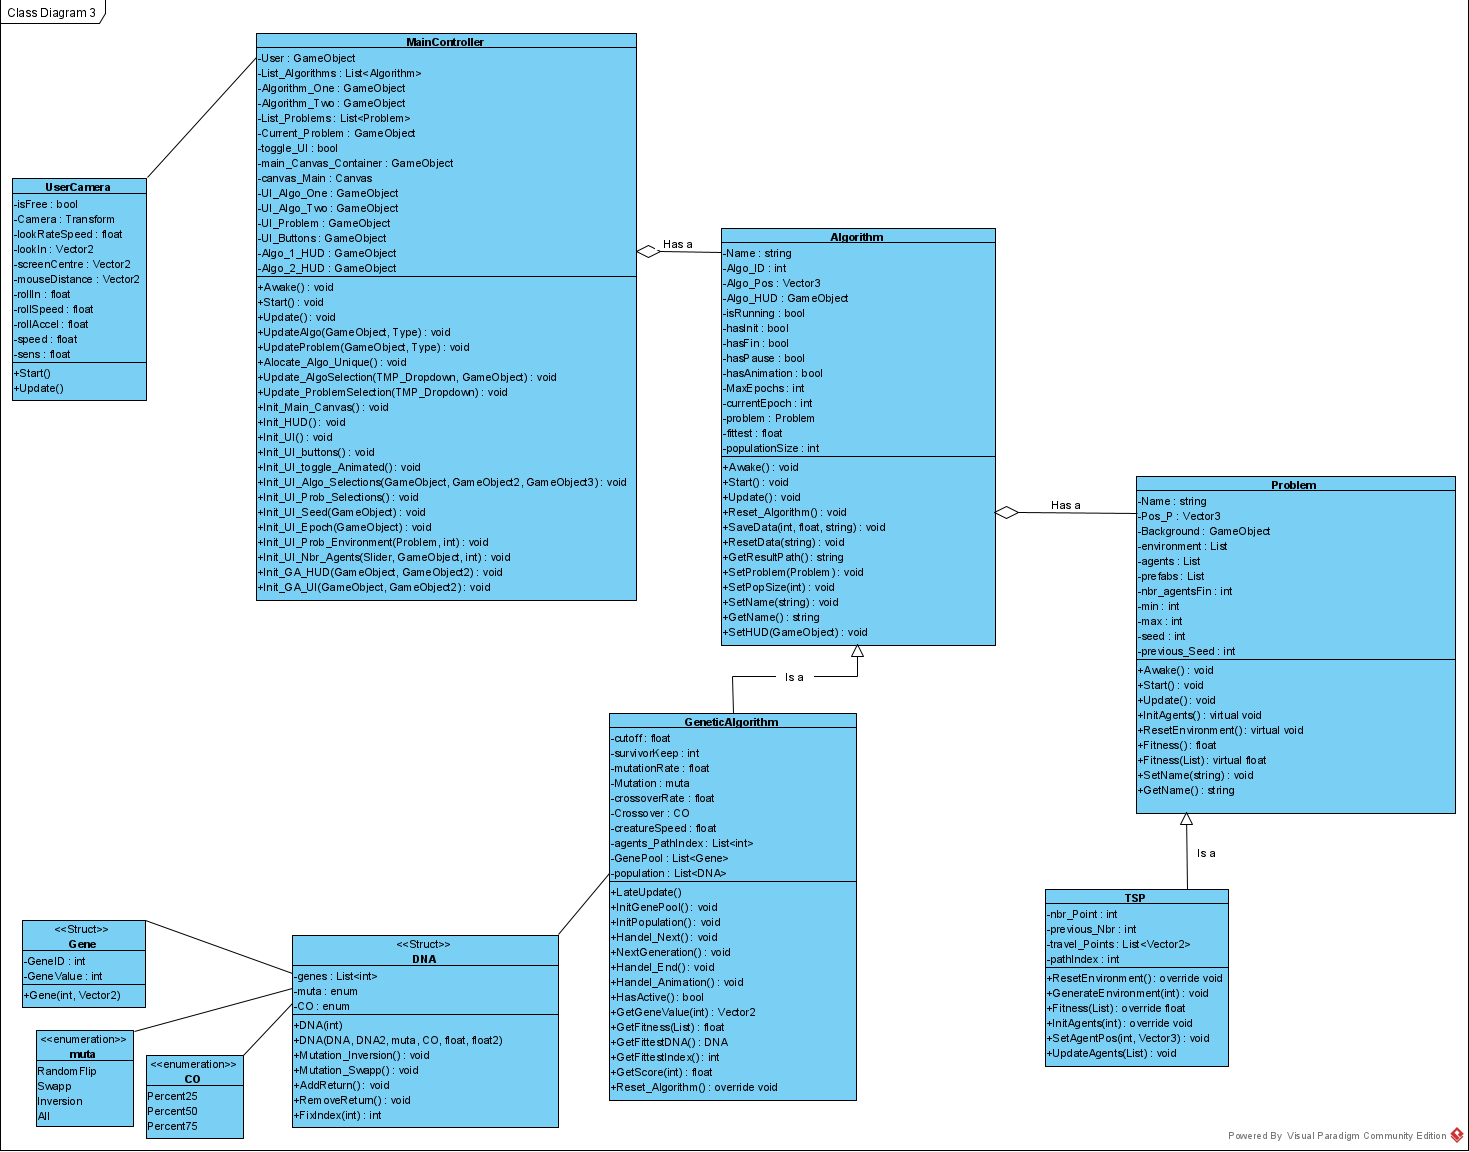 Class Diagram 3
MainController
-User : GameObject
-List_Algorithms : List<Algorithm>
-Algorithm_One : GameObject
-Algorithm_Two : GameObject
-List_Problems : List<Problem>
-Current_Problem : GameObject
-toggle_UI : bool
-main_Canvas_Container : GameObject
-canvas_Main : Canvas
-UI_Algo_One : GameObject
-UI_Algo_Two : GameObject
-UI_Problem : GameObject
-UI_Buttons : GameObject
-Algo_1_HUD : GameObject
-Algo_2_HUD : GameObject
+Awake() : void
+Start() : void
+Update() : void
+UpdateAlgo(GameObject, Type) : void
+UpdateProblem(GameObject, Type) : void
+Alocate_Algo_Unique() : void
+Update_AlgoSelection(TMP_Dropdown, GameObject) : void
+Update_ProblemSelection(TMP_Dropdown) : void
+Init_Main_Canvas() : void
+Init_HUD() : void
+Init_UI() : void
+Init_UI_buttons() : void
+Init_UI_toggle_Animated() : void
+Init_UI_Algo_Selections(GameObject, GameObject2, GameObject3) : void
+Init_UI_Prob_Selections() : void
+Init_UI_Seed(GameObject) : void
+Init_UI_Epoch(GameObject) : void
+Init_UI_Prob_Environment(Problem, int) : void
+Init_UI_Nbr_Agents(Slider, GameObject, int) : void
+Init_GA_HUD(GameObject, GameObject2) : void
+Init_GA_UI(GameObject, GameObject2) : void
UserCamera
-isFree : bool
-Camera : Transform
-lookRateSpeed : float
-lookIn : Vector2
-screenCentre : Vector2
-mouseDistance : Vector2
-rollIn : float
-rollSpeed : float
-rollAccel : float
-speed : float
-sens : float
+Start()
+Update()
Has a
Algorithm
-Name : string
-Algo_ID : int
-Algo_Pos : Vector3
-Algo_HUD : GameObject
-isRunning : bool
-hasInit : bool
-hasFin : bool
-hasPause : bool
-hasAnimation : bool
-MaxEpochs : int
-currentEpoch : int
-problem : Problem
-fittest : float
-populationSize : int
+Awake() : void
+Start() : void
+Update() : void
+Reset_Algorithm() : void
+SaveData(int, float, string) : void
+ResetData(string) : void
+GetResultPath() : string
+SetProblem(Problem) : void
+SetPopSize(int) : void
+SetName(string) : void
+GetName() : string
+SetHUD(GameObject) : void
Has a
Problem
-Name : string
-Pos_P : Vector3
-Background : GameObject
-environment : List
-agents : List
-prefabs : List
-nbr_agentsFin : int
-min : int
-max : int
-seed : int
-previous_Seed : int
+Awake() : void
+Start() : void
+Update() : void
+InitAgents() : virtual void
+ResetEnvironment() : virtual void
+Fitness() : float
+Fitness(List) : virtual float
+SetName(string) : void
+GetName() : string
Is a
GeneticAlgorithm
-cutoff : float
-survivorKeep : int
-mutationRate : float
-Mutation : muta
-crossoverRate : float
-Crossover : CO
-creatureSpeed : float
-agents_PathIndex : List<int>
-GenePool : List<Gene>
-population : List<DNA>
+LateUpdate()
+InitGenePool() : void
+InitPopulation() : void
+Handel_Next() : void
+NextGeneration() : void
+Handel_End() : void
+Handel_Animation() : void
+HasActive() : bool
+GetGeneValue(int) : Vector2
+GetFitness(List) : float
+GetFittestDNA() : DNA
+GetFittestIndex() : int
+GetScore(int) : float
+Reset_Algorithm() : override void
Is a
TSP
-nbr_Point : int
-previous_Nbr : int
-travel_Points : List<Vector2>
-pathIndex : int
+ResetEnvironment() : override void
+GenerateEnvironment(int) : void
+Fitness(List) : override float
+InitAgents(int) : override void
+SetAgentPos(int, Vector3) : void
+UpdateAgents(List) : void
<<Struct>>
Gene
-GeneID : int
-GeneValue : int
+Gene(int, Vector2)
<<Struct>>
DNA
-genes : List<int>
-muta : enum
-CO : enum
+DNA(int)
+DNA(DNA, DNA2, muta, CO, float, float2)
+Mutation_Inversion() : void
+Mutation_Swapp() : void
+AddReturn() : void
+RemoveReturn() : void
+FixIndex(int) : int
<<enumeration>>
muta
RandomFlip
Swapp
Inversion
All
<<enumeration>>
CO
Percent25
Percent50
Percent75
Powered By Visual Paradigm Community Edition